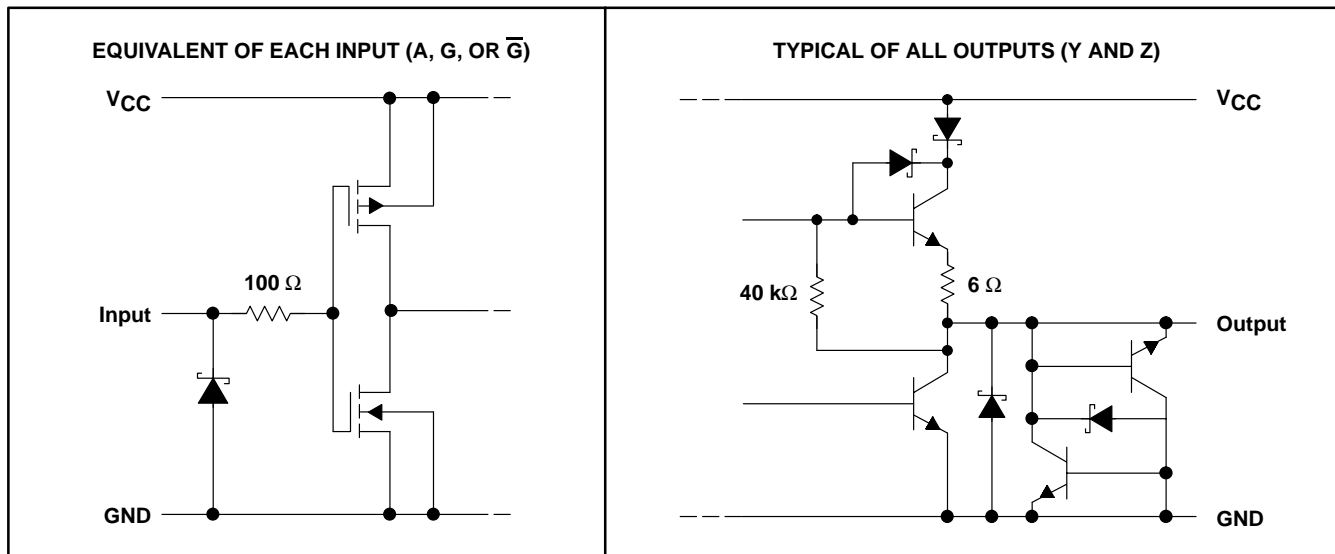 EQUIVALENT OF EACH INPUT (A, G, OR G̅)
VCC
100 Ω
Input
GND
TYPICAL OF ALL OUTPUTS (Y AND Z)
VCC
40 kΩ
6 Ω
Output
GND